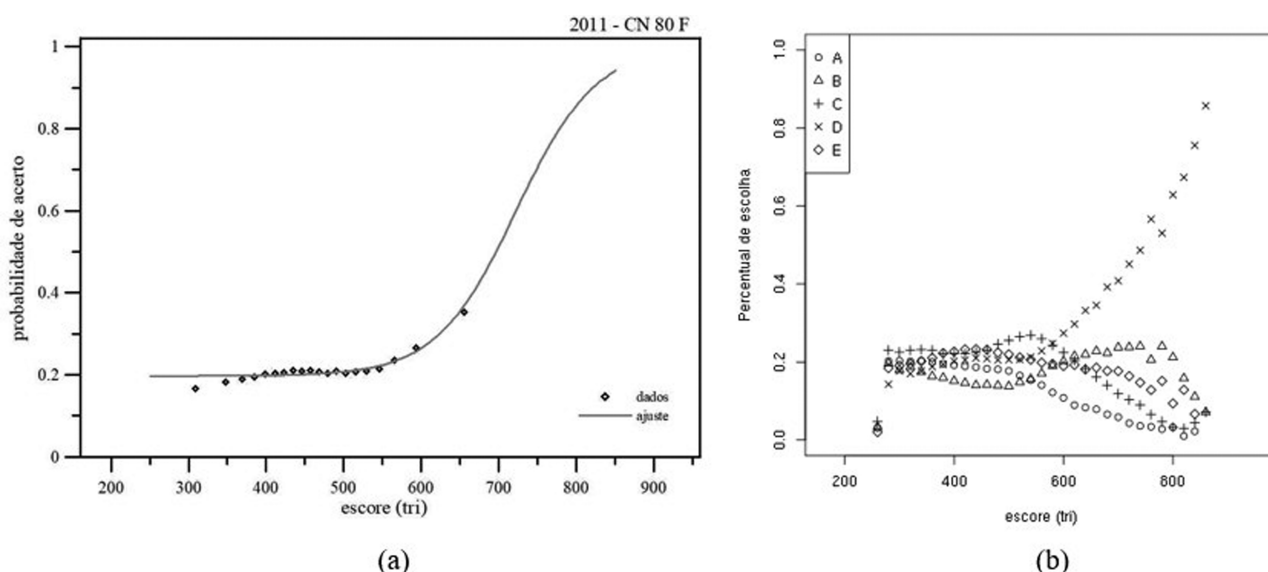 2011 - CN 80 F
probabilidade de acerto
1
0.8
0.6
0.4
0.2
0
dados
ajuste
200 300 400 500 600 700 800 900
escore (tri)
(a)
Percentual de escolha
1.0
0.8
0.6
0.4
0.2
0.0
A
B
C
D
E
200 400 600 800
escore (tri)
(b)